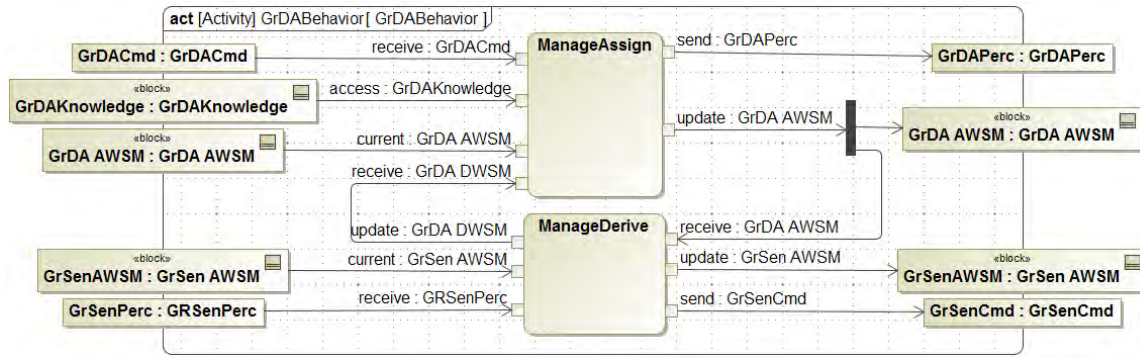 act [Activity] GrDABehavior[ GrDABehavior ]
GrDACmd : GrDACmd
receive : GrDACmd
ManageAssign
send : GrDAPerc
GrDAPerc : GrDAPerc
«block»
GrDAKnowledge : GrDAKnowledge
access : GrDAKnowledge
«block»
GrDA AWSM : GrDA AWSM
current : GrDA AWSM
update : GrDA AWSM
«block»
GrDA AWSM : GrDA AWSM
receive : GrDA DWSM
ManageDerive
update : GrDA DWSM
receive : GrDA AWSM
«block»
GrSenAWSM : GrSen AWSM
current : GrSen AWSM
update : GrSen AWSM
«block»
GrSenAWSM : GrSen AWSM
GrSenPerc : GRSenPerc
receive : GRSenPerc
send : GrSenCmd
GrSenCmd : GrSenCmd